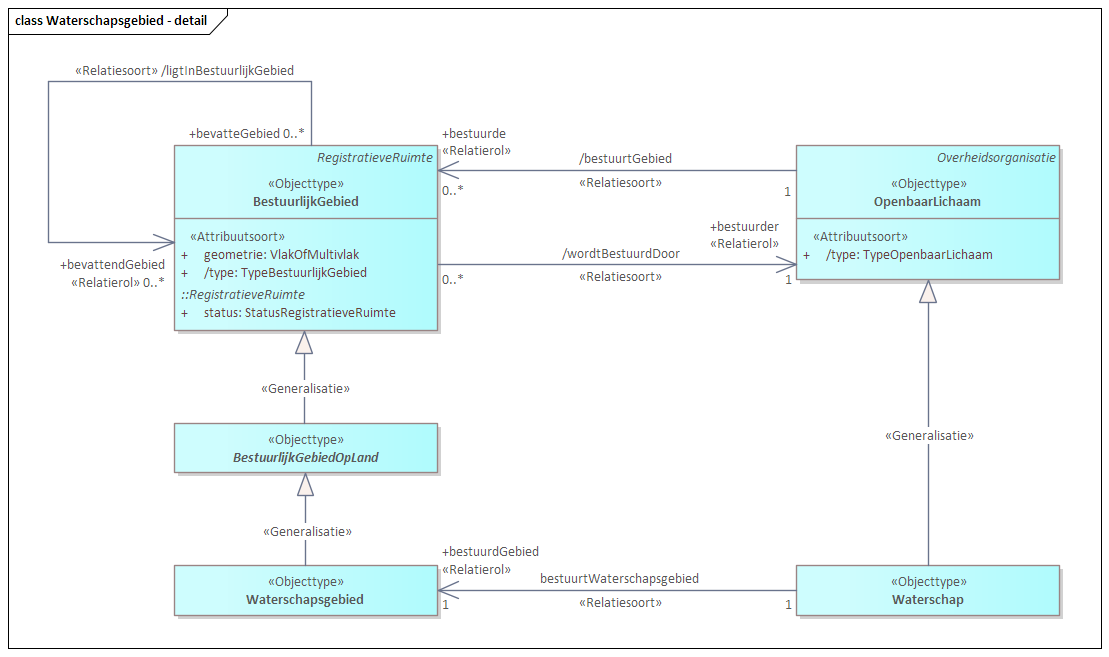 class Waterschapsgebied - detail
«Relatiesoort» /ligtInBestuurlijkGebied
+bevatteGebied 0..*
+bevattendGebied
«Relatierol» 0..*
RegistratieveRuimte
«Objecttype»
BestuurlijkGebied
«Attribuutsoort»
+ geometrie: VlakOfMultivlak
+ /type: TypeBestuurlijkGebied
::RegistratieveRuimte
+ status: StatusRegistratieveRuimte
+bestuurde
«Relatierol»
0..*
/bestuurtGebied
«Relatiesoort»
1
+bestuurder
«Relatierol»
/wordtBestuurdDoor
«Relatiesoort»
0..*
1
Overheidsorganisatie
«Objecttype»
OpenbaarLichaam
«Attribuutsoort»
+ /type: TypeOpenbaarLichaam
«Generalisatie»
«Objecttype»
BestuurlijkGebiedOpLand
«Generalisatie»
«Generalisatie»
«Objecttype»
Waterschapsgebied
+bestuurdGebied
«Relatierol»
1
bestuurtWaterschapsgebied
«Relatiesoort»
1
«Objecttype»
Waterschap